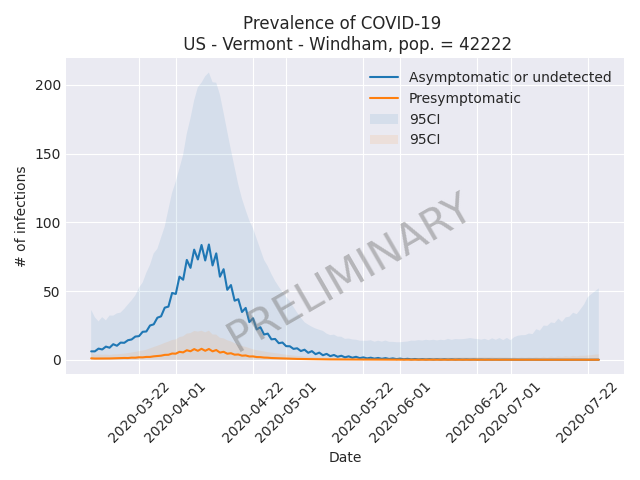 Prevalence of COVID-19
US - Vermont - Windham, pop. = 42222
Asymptomatic or undetected
Presymptomatic
95CI
95CI
200
150
100
50
0
# of infections
PRELIMINARY
2020-03-22
2020-04-01
2020-04-22
2020-05-01
2020-05-22
2020-06-01
2020-06-22
2020-07-01
2020-07-22
Date